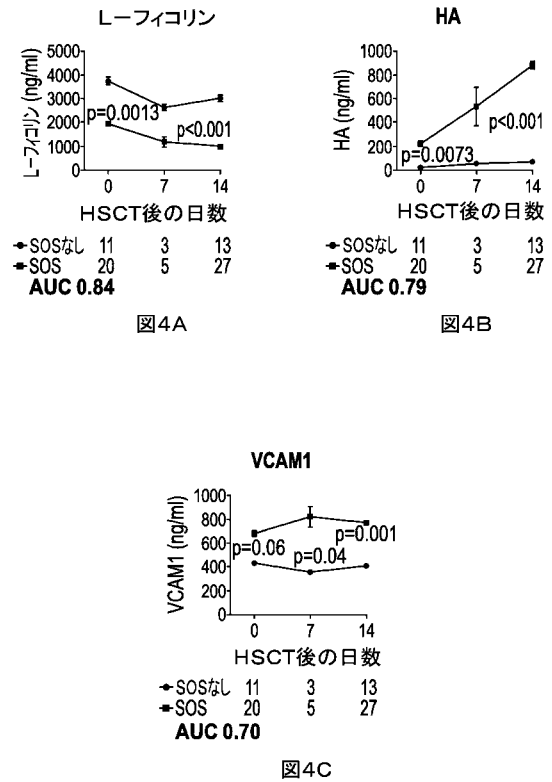 L－フィコリン
L－フィコリン (ng/ml)
5000
4000
3000
2000
1000
0
p=0.0013
p<0.001
0 7 14
HSCT後の日数
SOSなし 11 3 13
SOS 20 5 27
AUC 0.84
図4A
HA
HA (ng/ml)
1000
800
600
400
200
0
p=0.0073
p<0.001
0 7 14
HSCT後の日数
SOSなし 11 3 13
SOS 20 5 27
AUC 0.79
図4B
VCAM1
VCAM1 (ng/ml)
1000
800
600
400
200
0
p=0.06
p=0.04
p=0.001
0 7 14
HSCT後の日数
SOSなし 11 3 13
SOS 20 5 27
AUC 0.70
図4C